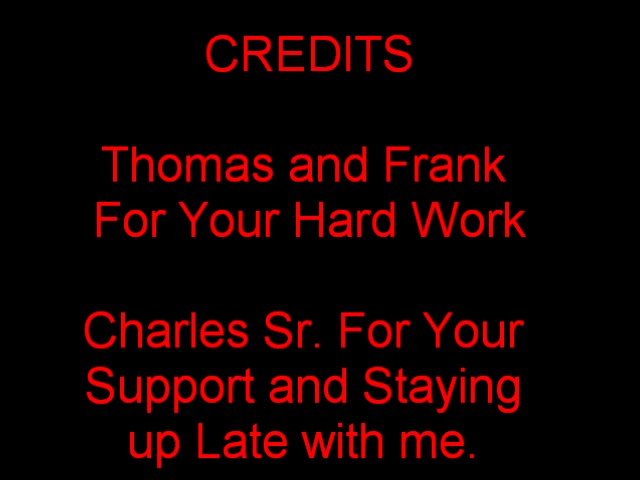 CREDITS
Thomas and Frank
For Your Hard Work
Charles Sr. For Your
Support and Staying
up Late with me.